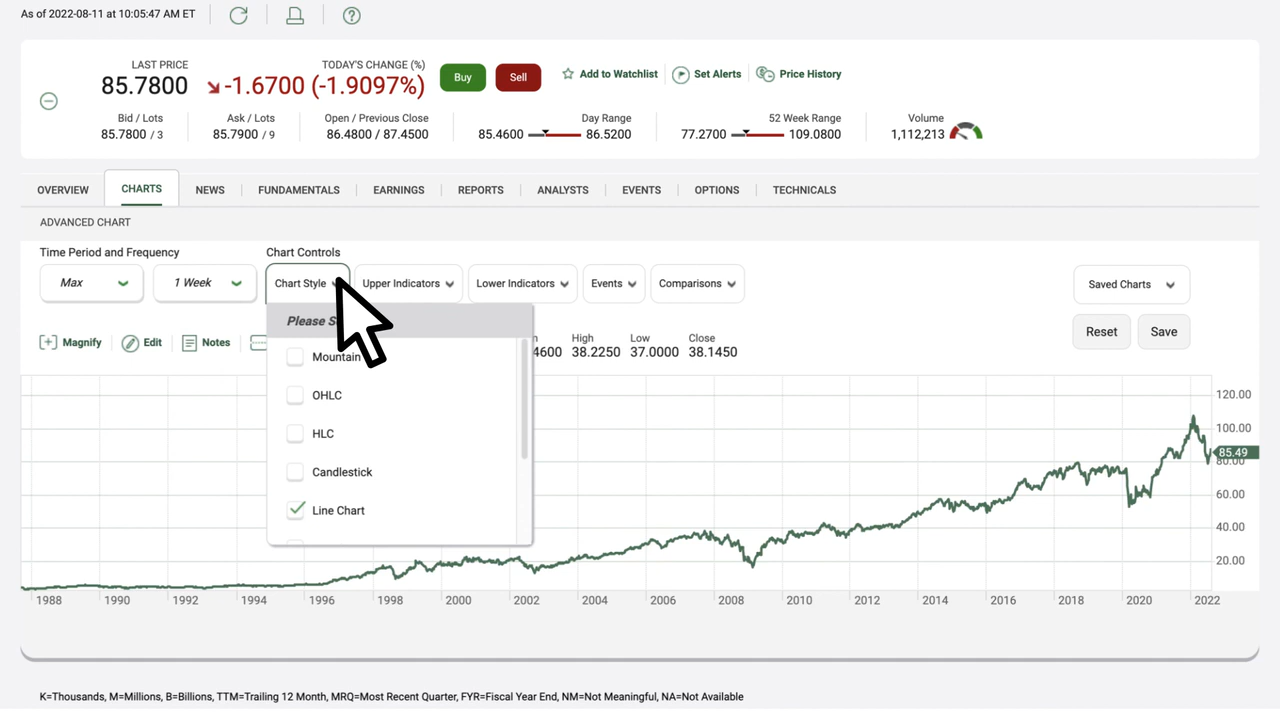 As of 2022-08-11 at 10:05:47 AM ET
LAST PRICE
85.7800
TODAY'S CHANGE (%)
-1.6700 (-1.9097%)
Buy
Sell
Add to Watchlist
Set Alerts
Price History
Bid / Lots
85.7800 / 3
Ask / Lots
85.7900 / 9
Open / Previous Close
86.4800 / 87.4500
Day Range
85.4600 86.5200
52 Week Range
77.2700 109.0800
Volume
1,112,213
OVERVIEW
CHARTS
NEWS
FUNDAMENTALS
EARNINGS
REPORTS
ANALYSTS
EVENTS
OPTIONS
TECHNICALS
ADVANCED CHART
Time Period and Frequency
Chart Controls
Max
1 Week
Chart Style
Upper Indicators
Lower Indicators
Events
Comparisons
Saved Charts
Please
Reset
Save
Magnify
Edit
Notes
4600
High
38.2250
Low
37.0000
Close
38.1450
Mountain
OHLC
HLC
Candlestick
Line Chart
120.00
100.00
85.49
80.00
60.00
40.00
20.00
1988 1990 1992 1994 1996 1998 2000 2002 2004 2006 2008 2010 2012 2014 2016 2018 2020 2022
K=Thousands, M=Millions, B=Billions, TTM=Trailing 12 Month, MRQ=Most Recent Quarter, FYR=Fiscal Year End, NM=Not Meaningful, NA=Not Available